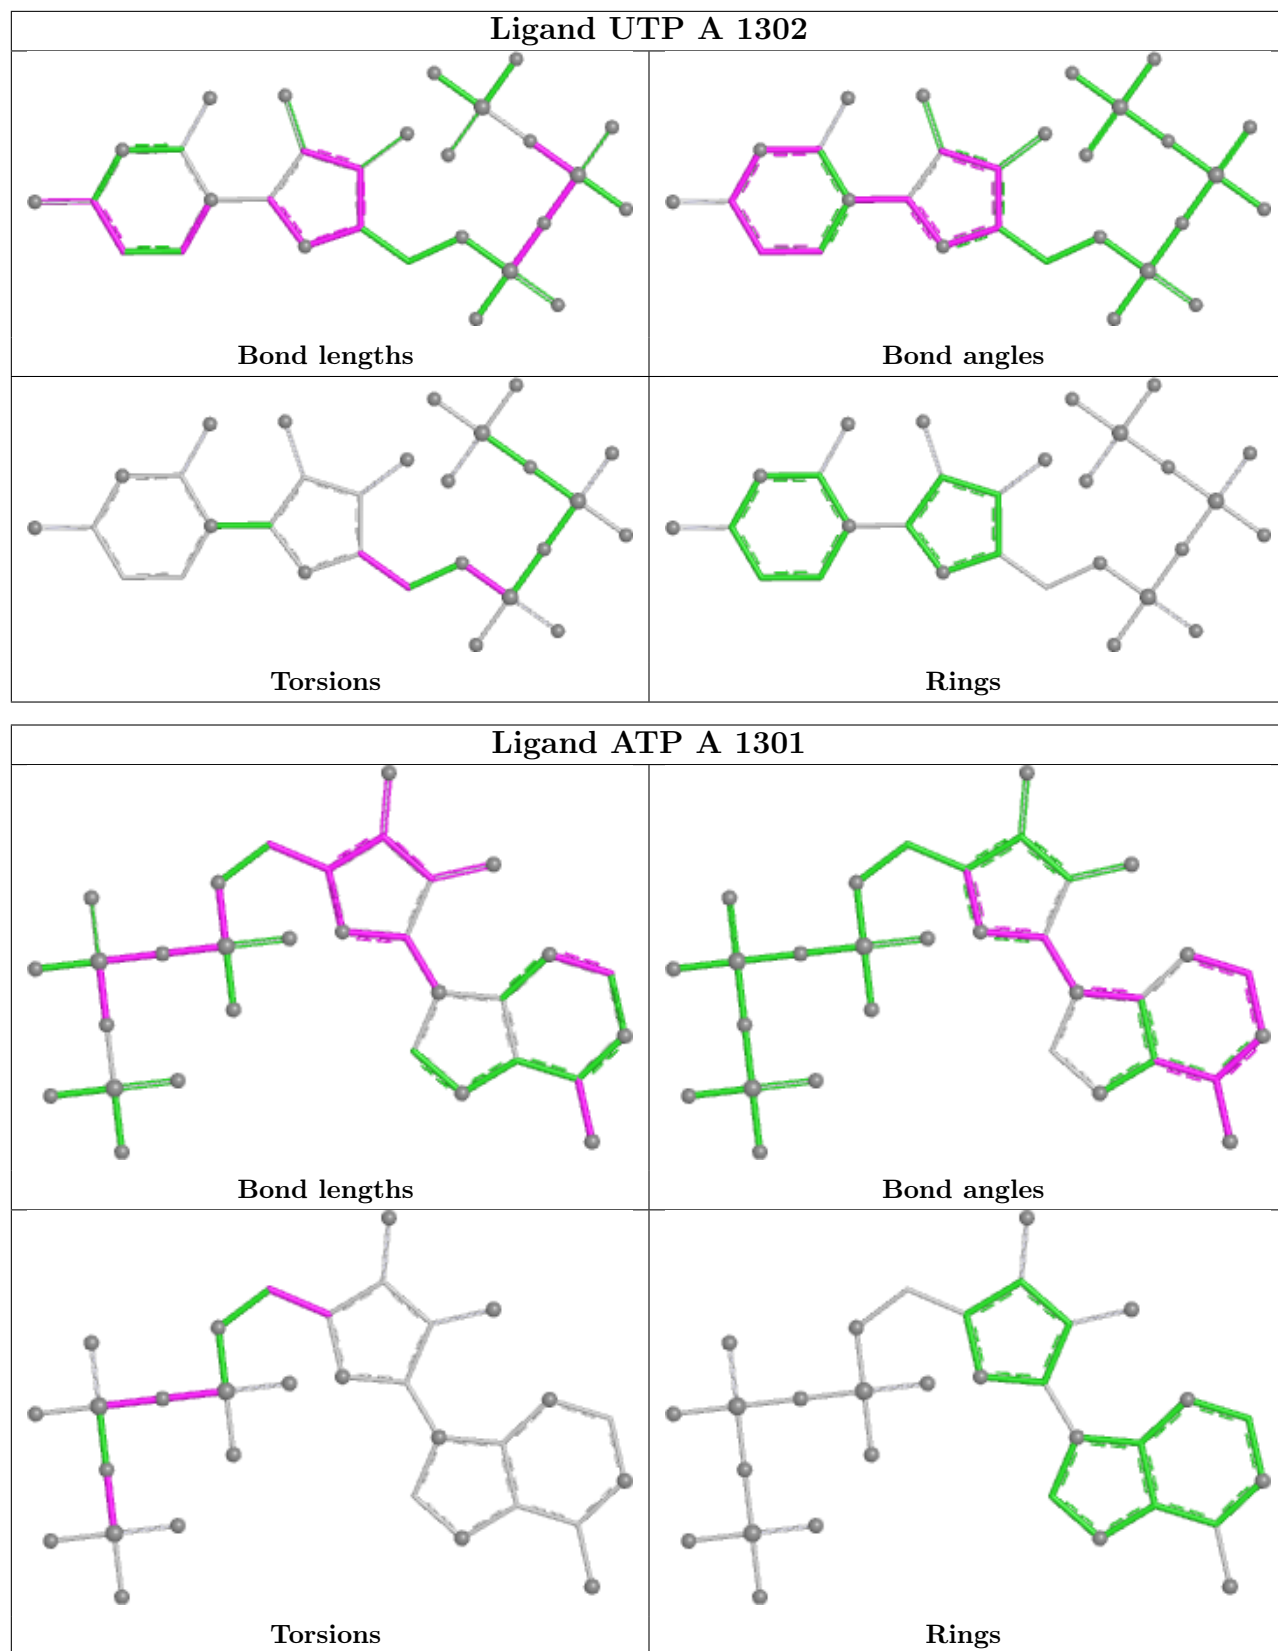 Ligand UTP A 1302
Bond lengths
Bond angles
Torsions
Rings
Ligand ATP A 1301
Bond lengths
Bond angles
Torsions
Rings